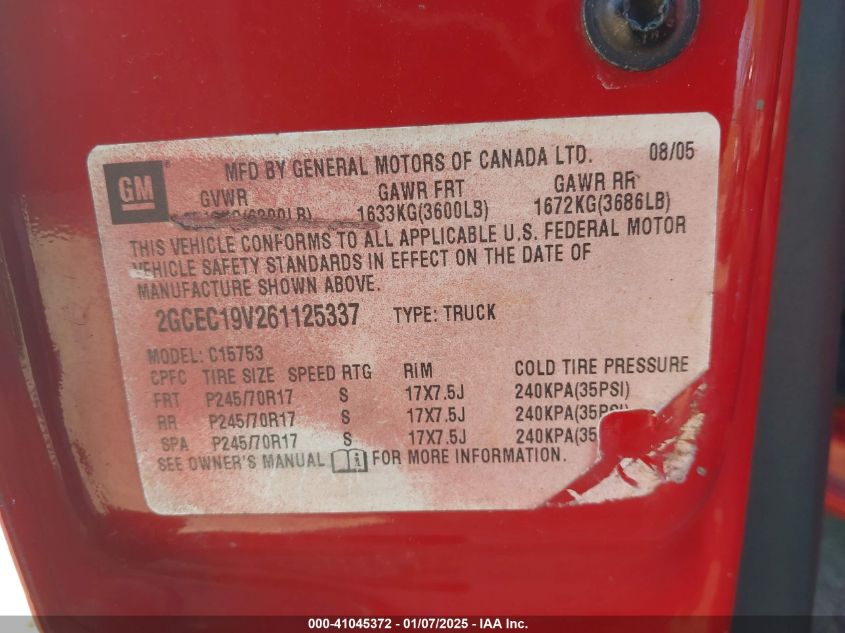 GM
MFD BY GENERAL MOTORS OF CANADA LTD. 08/05
GVWR GAWR FRT GAWR RR
1633KG(3600LB) 1672KG(3686LB)
THIS VEHICLE CONFORMS TO ALL APPLICABLE U.S. FEDERAL MOTOR
VEHICLE SAFETY STANDARDS IN EFFECT ON THE DATE OF
MANUFACTURE SHOWN ABOVE.
2GCEC19V261125337 TYPE: TRUCK
MODEL: C15753
CPFC TIRE SIZE SPEED RTG RIM COLD TIRE PRESSURE
FRT P245/70R17 S 17X7.5J 240KPA(35PSI)
RR P245/70R17 S 17X7.5J 240KPA(35PSI)
SPA P245/70R17 S 17X7.5J 240KPA(35
SEE OWNER'S MANUAL FOR MORE INFORMATION.
000-41045372 - 01/07/2025 - IAA Inc.